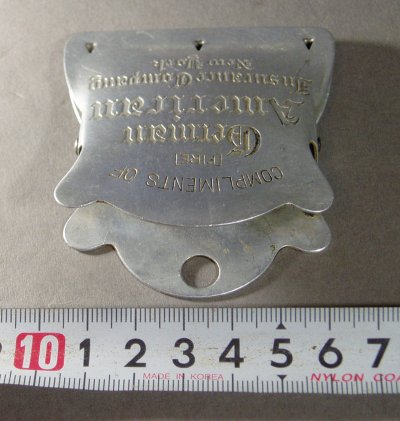 COMPLIMENTS OF
[FIRE]
German
American
Insurance Company
New York
10 1 2 3 4 5 6 7
MADE IN KOREA
NYLON COA